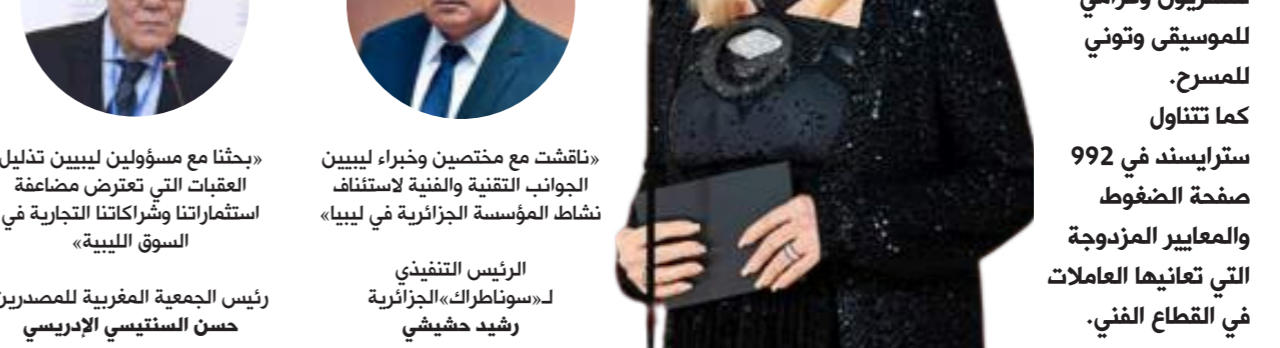 للموسيقى وتوني
للمسرح.
كما تتناول
سترايسند في 992
صفحة الضغوط
والمعايير المزدوجة
التي تعانيها العاملات
في القطاع الفني.
«ناقشت مع مختصين وخبراء ليبيين
الجوانب التقنية والفنية لاستئناف
نشاط المؤسسة الجزائرية في ليبيا»
الرئيس التنفيذي
لـ«سوناطراك»الجزائرية
رشيد حشيشي
«بحثنا مع مسؤولين ليبيين تذليل
العقبات التي تعترض مضاعفة
استثماراتنا وشراكاتنا التجارية في
السوق الليبية»
رئيس الجمعية المغربية للمصدرين
حسن السنتيسي الإدريسي